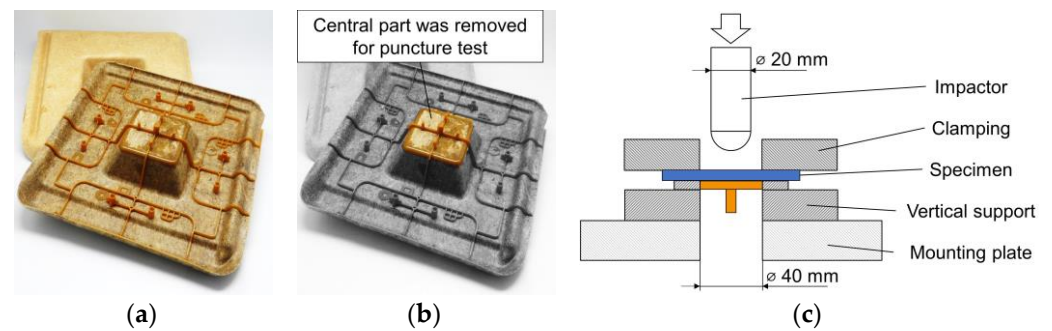 Central part was removed
for puncture test
⌀ 20 mm
Impactor
Clamping
Specimen
Vertical support
Mounting plate
⌀ 40 mm
(a)
(b)
(c)